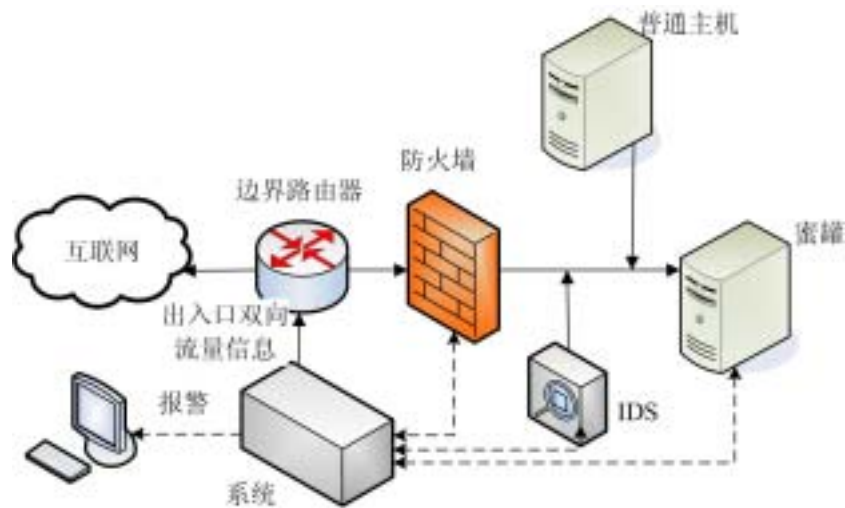 普通主机
防火墙
边界路由器
蜜罐
互联网
出入口双向
流量信息
报警
IDS
系统